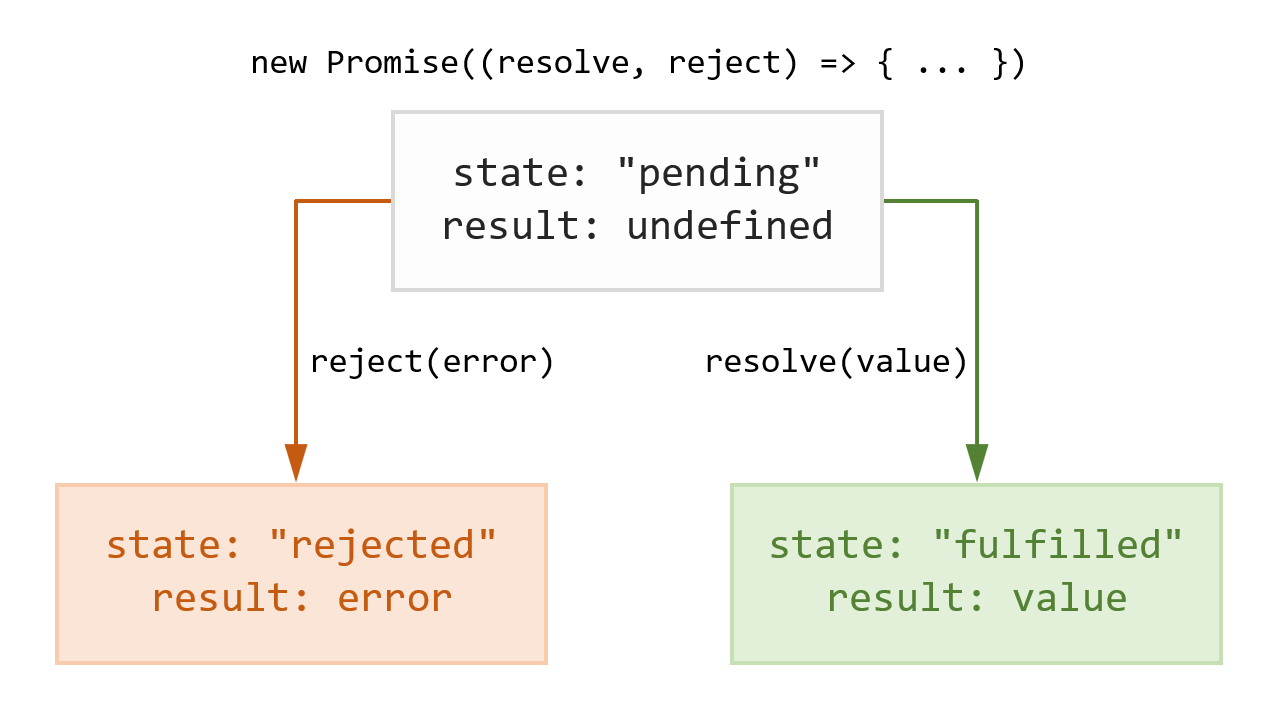 new Promise((resolve, reject) => { ... })
state: "pending"
result: undefined
reject(error)
resolve(value)
state: "rejected"
result: error
state: "fulfilled"
result: value